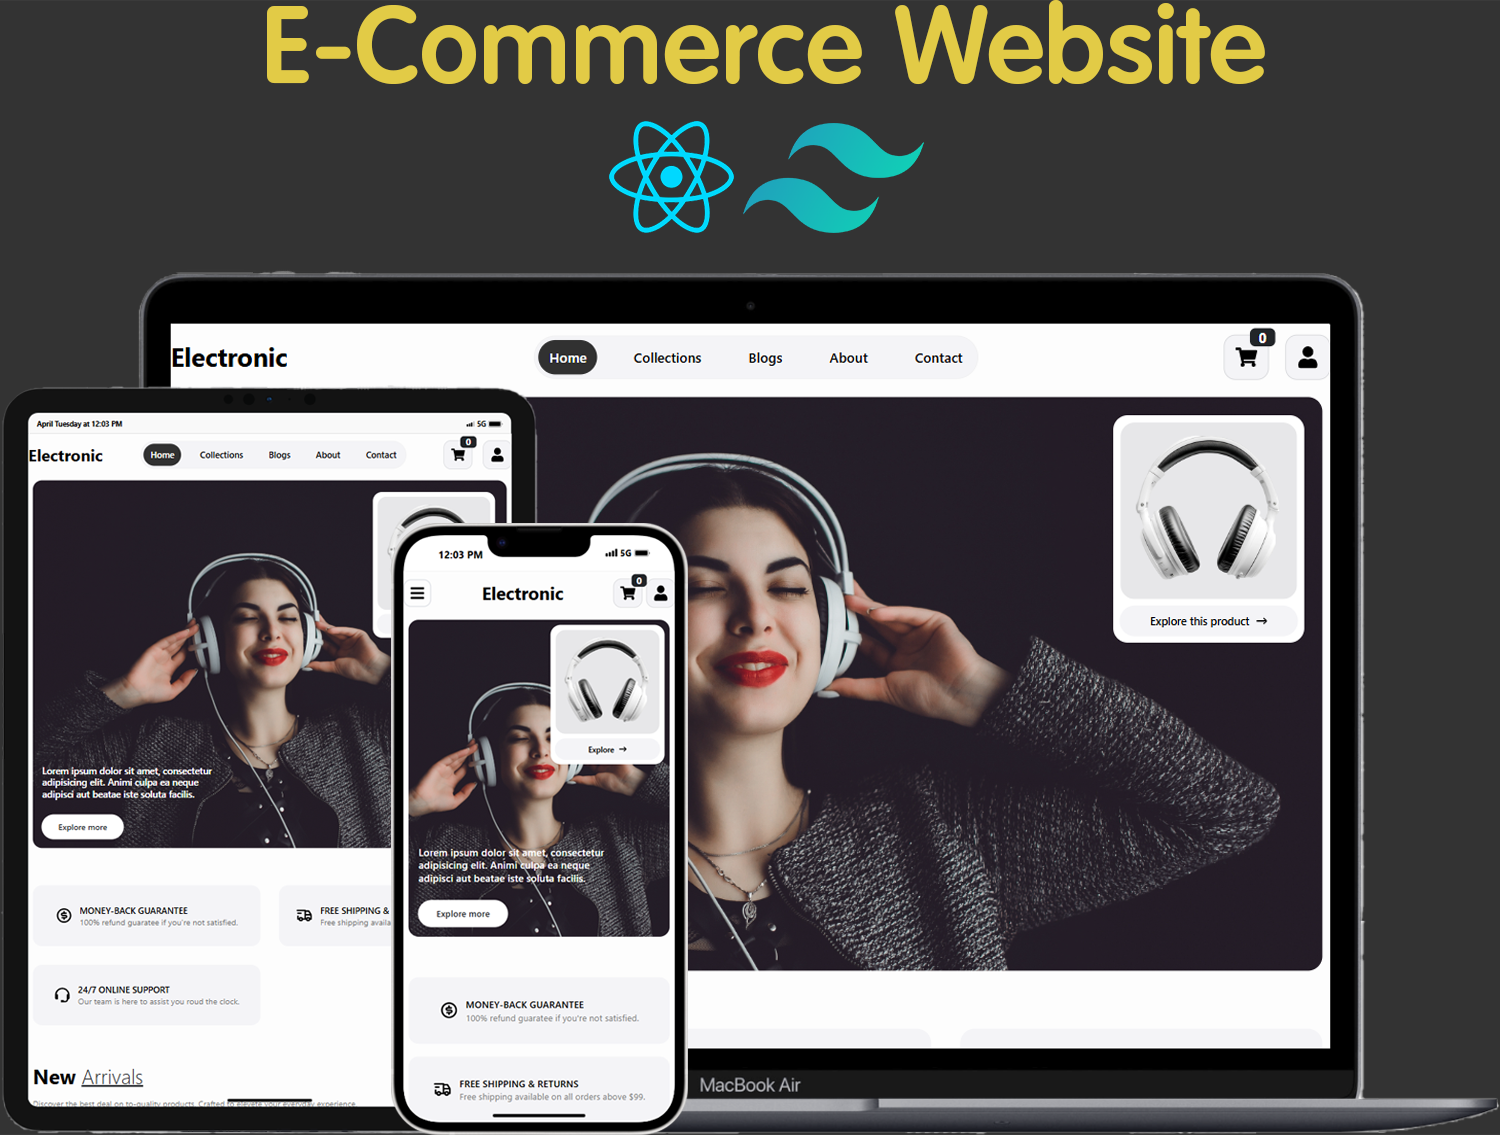 E-Commerce Website
Electronic
Home
Collections
Blogs
About
Contact
0
Explore this product →
MacBook Air
April Tuesday at 12:03 PM
5G
Electronic
Home
Collections
Blogs
About
Contact
0
Lorem ipsum dolor sit amet, consectetur
adipisicing elit. Animi culpa ea neque
adipisci aut beatae iste soluta facilis.
Explore more
MONEY-BACK GUARANTEE
100% refund guaratee if you're not satisfied.
FREE SHIPPING &
Free shipping availa
24/7 ONLINE SUPPORT
Our team is here to assist you roud the clock.
New Arrivals
Discover the best deal on to-quality products. Crafted to elevate your everyday experience.
12:03 PM
5G
Electronic
0
Explore →
Lorem ipsum dolor sit amet, consectetur
adipisicing elit. Animi culpa ea neque
adipisci aut beatae iste soluta facilis.
Explore more
MONEY-BACK GUARANTEE
100% refund guaratee if you're not satisfied.
FREE SHIPPING & RETURNS
Free shipping available on all orders above $99.